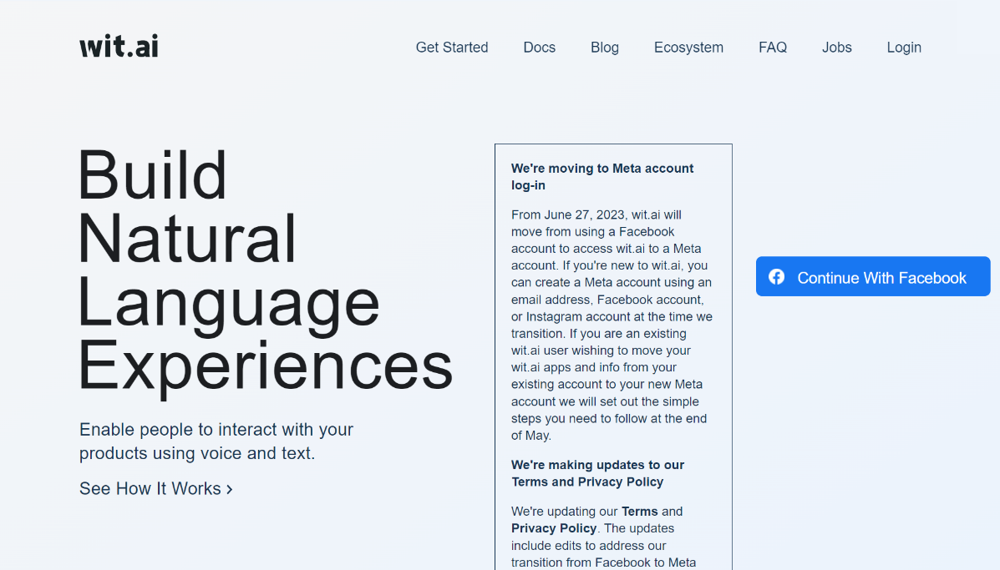 wit.ai
Get Started Docs Blog Ecosystem FAQ Jobs Login
Build
Natural
Language
Experiences
Enable people to interact with your
products using voice and text.
See How It Works ›
We're moving to Meta account
log-in
From June 27, 2023, wit.ai will
move from using a Facebook
account to access wit.ai to a Meta
account. If you're new to wit.ai, you
can create a Meta account using an
email address, Facebook account,
or Instagram account at the time we
transition. If you are an existing
wit.ai user wishing to move your
wit.ai apps and info from your
existing account to your new Meta
account we will set out the simple
steps you need to follow at the end
of May.
We're making updates to our
Terms and Privacy Policy
We're updating our Terms and
Privacy Policy. The updates
include edits to address our
transition from Facebook to Meta
Continue With Facebook